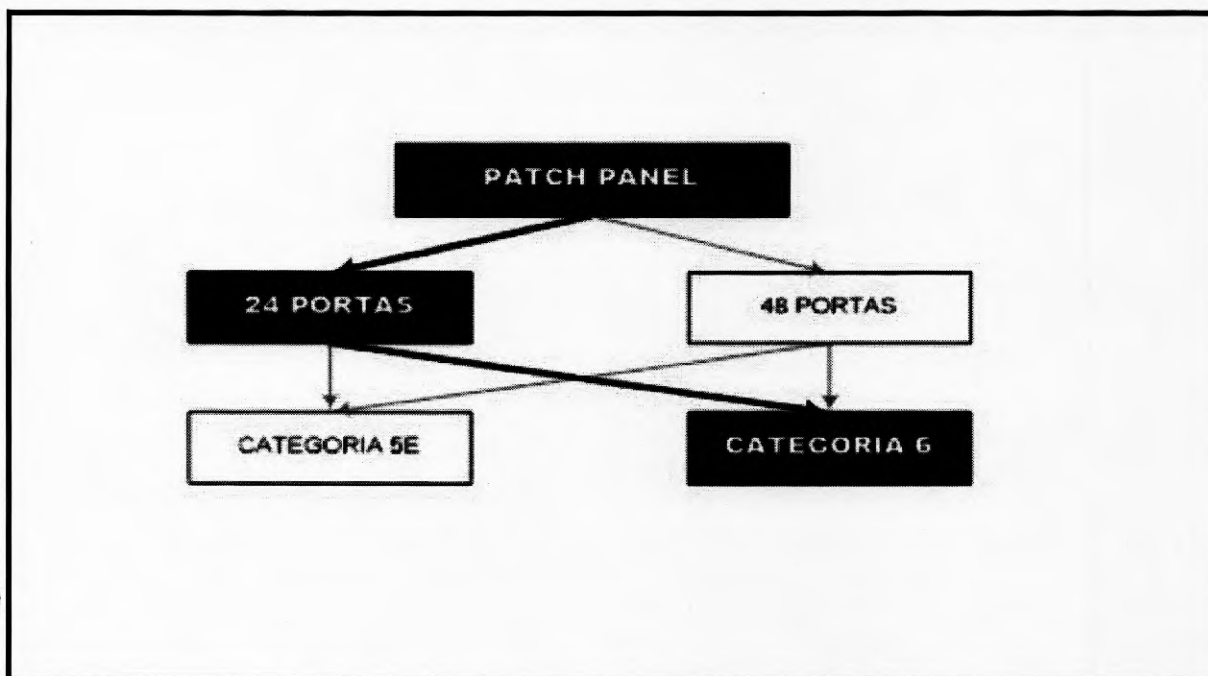 PATCH PANEL
24 PORTAS
48 PORTAS
CATEGORIA 5E
CATEGORIA 6